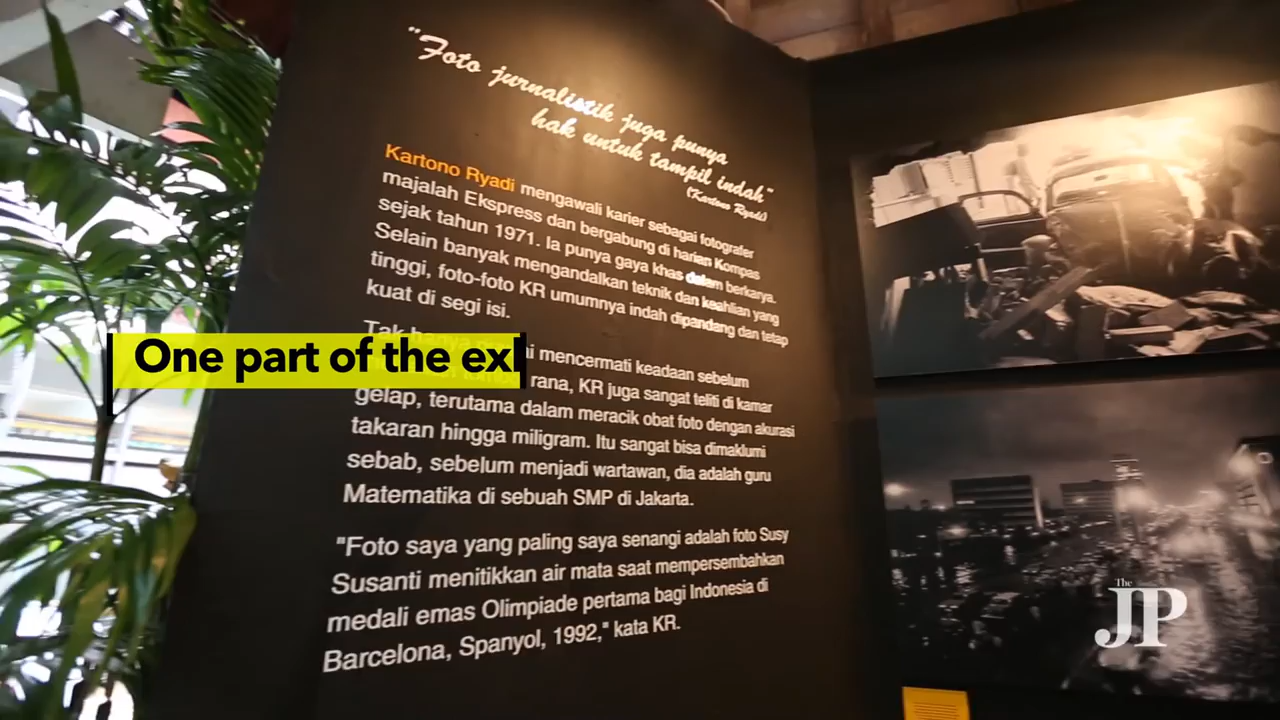 "Foto jurnalistik juga punya
hak untuk tampil indah"
(Kartono Ryadi)
Kartono Ryadi mengawali karier sebagai fotografer
majalah Ekspress dan bergabung di harian Kompas
sejak tahun 1971. Ia punya gaya khas dalam berkarya.
Selain banyak mengandalkan teknik dan keahlian yang
tinggi, foto-foto KR umumnya indah dipandang dan tetap
kuat di segi isi.
One part of the
Tak hanya mencermati keadaan sebelum
rana, KR juga sangat teliti di kamar
gelap, terutama dalam meracik obat foto dengan akurasi
takaran hingga miligram. Itu sangat bisa dimaklumi
sebab, sebelum menjadi wartawan, dia adalah guru
Matematika di sebuah SMP di Jakarta.
"Foto saya yang paling saya senangi adalah foto Susy
Susanti menitikkan air mata saat mempersembahkan
medali emas Olimpiade pertama bagi Indonesia di
Barcelona, Spanyol, 1992," kata KR.
The
JP